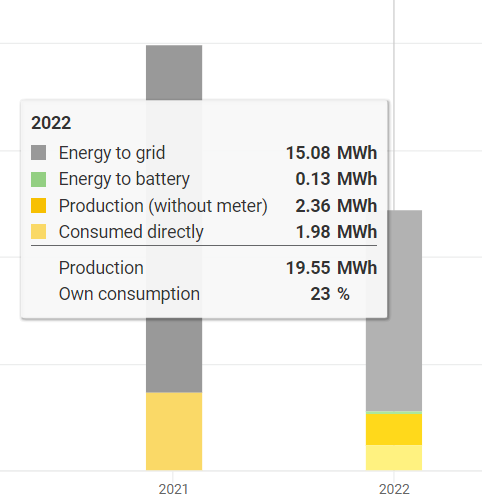 2022
Energy to grid 15.08 MWh
Energy to battery 0.13 MWh
Production (without meter) 2.36 MWh
Consumed directly 1.98 MWh
Production 19.55 MWh
Own consumption 23 %
2021 2022